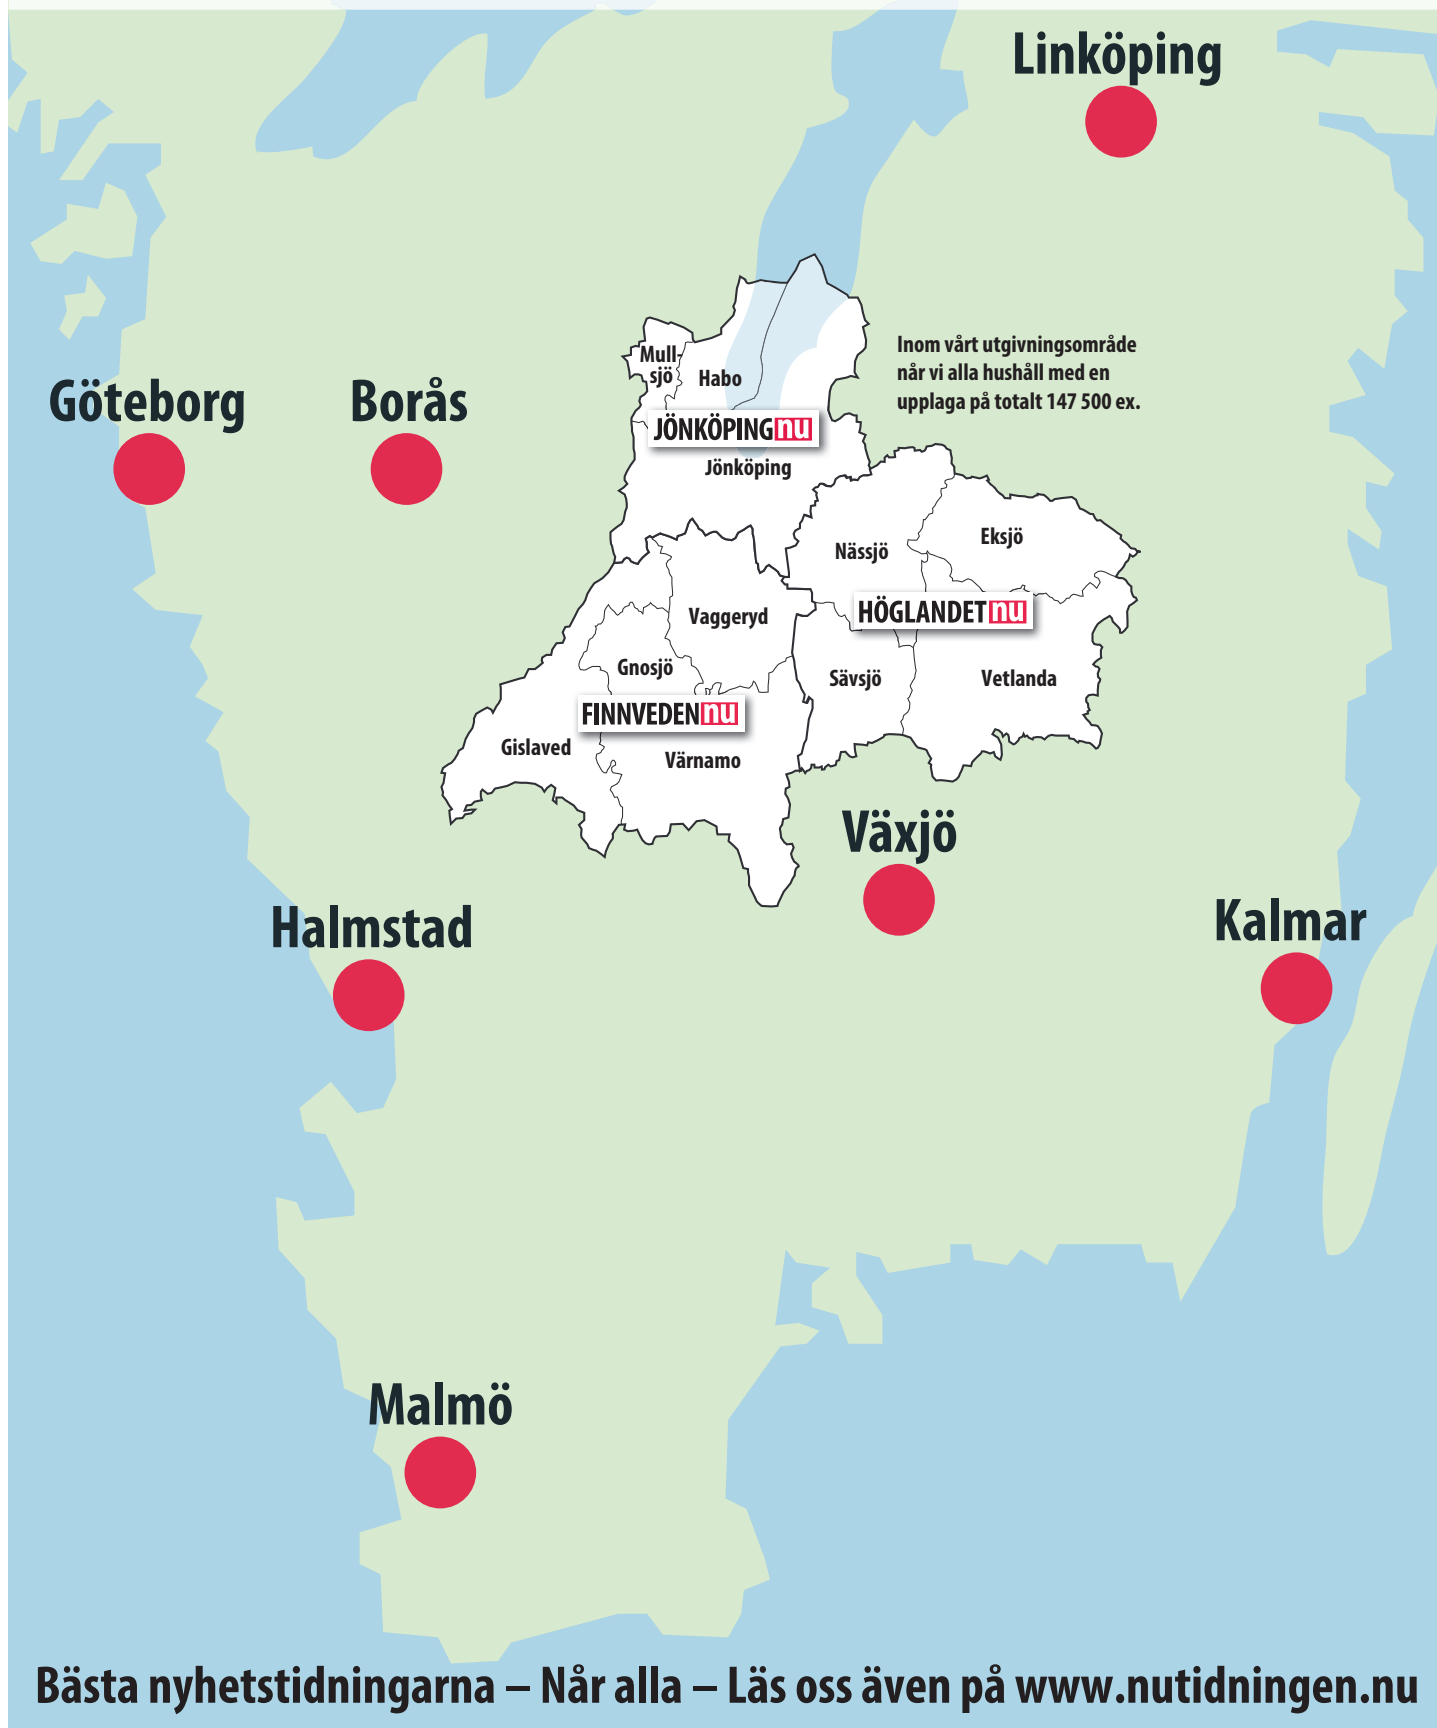 Linköping
Inom vårt utgivningsområde
når vi alla hushåll med en
upplaga på totalt 147 500 ex.
Mull-
sjö
Habo
Göteborg
Borås
JÖNKÖPINGnu
Jönköping
Nässjö
Eksjö
HÖGLANDETnu
Vaggeryd
Gnosjö
Sävsjö
Vetlanda
FINNVEDENnu
Gislaved
Värnamo
Växjö
Halmstad
Kalmar
Malmö
Bästa nyhetstidningarna – Når alla – Läs oss även på www.nutidningen.nu